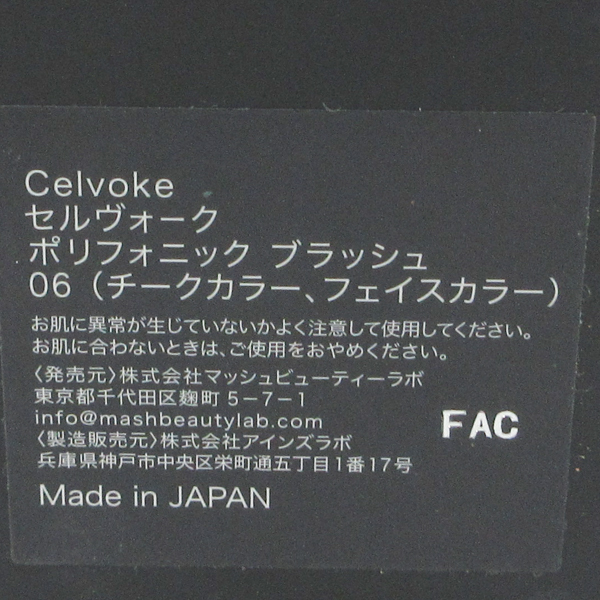 Celvoke
セルヴォーク
ポリフォニック ブラッシュ
06（チークカラー、フェイスカラー）
お肌に異常が生じていないかよく注意して使用してください。
お肌に合わないときは、ご使用をおやめください。
〈発売元〉株式会社マッシュビューティーラボ
東京都千代田区麹町5-7-1
info@mashbeautylab.com
〈製造販売元〉株式会社アインズラボ
兵庫県神戸市中央区栄町通五丁目1番17号
FAC
Made in JAPAN